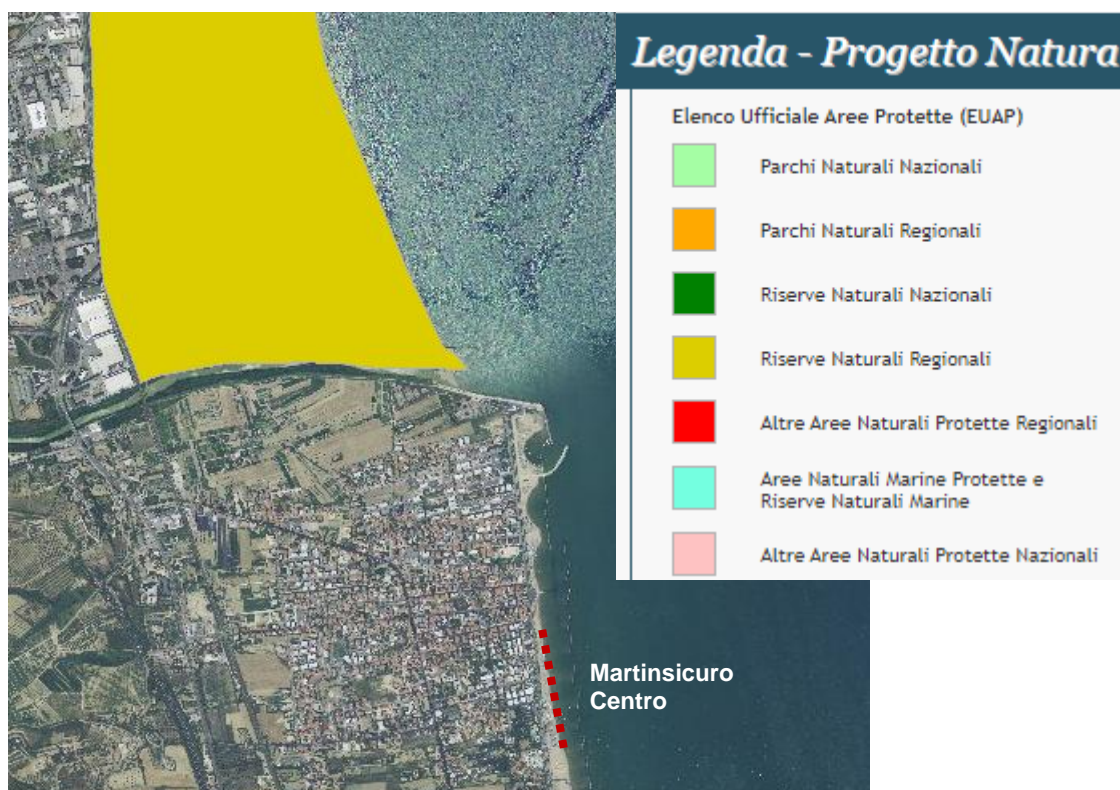 Legenda - Progetto Natura
Elenco Ufficiale Aree Protette (EUAP)
Parchi Naturali Nazionali
Parchi Naturali Regionali
Riserve Naturali Nazionali
Riserve Naturali Regionali
Altre Aree Naturali Protette Regionali
Aree Naturali Marine Protette e
Riserve Naturali Marine
Altre Aree Naturali Protette Nazionali
Martinsicuro
Centro